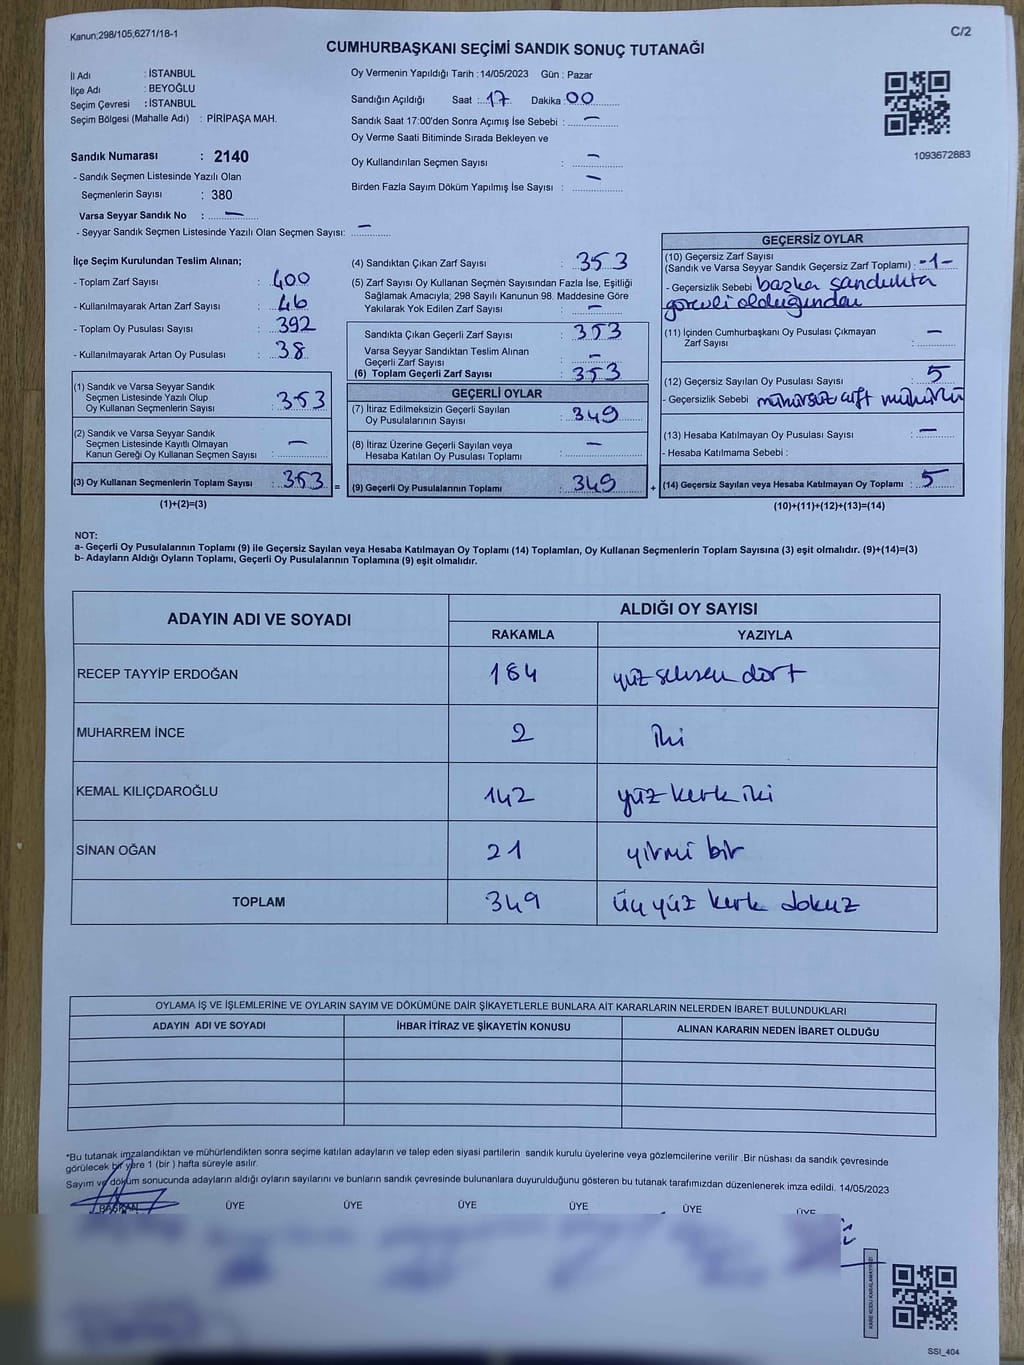 Kanun;298/105;6271/18-1
C/2
CUMHURBAŞKANI SEÇİMİ SANDIK SONUÇ TUTANAĞI
İl Adı : İSTANBUL
İlçe Adı : BEYOĞLU
Seçim Çevresi : İSTANBUL
Seçim Bölgesi (Mahalle Adı) : PİRİPAŞA MAH.
Sandık Numarası : 2140
- Sandık Seçmen Listesinde Yazılı Olan
Seçmenlerin Sayısı : 380
Varsa Seyyar Sandık No : —
- Seyyar Sandık Seçmen Listesinde Yazılı Olan Seçmen Sayısı: —
Oy Vermenin Yapıldığı Tarih : 14/05/2023 Gün : Pazar
Sandığın Açıldığı Saat : 17 Dakika : 00
Sandık Saat 17:00'den Sonra Açımış İse Sebebi : —
Oy Verme Saati Bitiminde Sırada Bekleyen ve
Oy Kullandırılan Seçmen Sayısı : —
Birden Fazla Sayım Döküm Yapılmış İse Sayısı : —
1093672883
İlçe Seçim Kurulundan Teslim Alınan;
- Toplam Zarf Sayısı : 400
- Kullanılmayarak Artan Zarf Sayısı : 46
- Toplam Oy Pusulası Sayısı : 392
- Kullanılmayarak Artan Oy Pusulası : 38
(1) Sandık ve Varsa Seyyar Sandık
Seçmen Listesinde Yazılı Olup
Oy Kullanan Seçmenlerin Sayısı : 353
(2) Sandık ve Varsa Seyyar Sandık
Seçmen Listesinde Kayıtlı Olmayan
Kanun Gereği Oy Kullanan Seçmen Sayısı : —
(3) Oy Kullanan Seçmenlerin Toplam Sayısı : 353 =
(1)+(2)=(3)
(4) Sandıktan Çıkan Zarf Sayısı : 353
(5) Zarf Sayısı Oy Kullanan Seçmen Sayısından Fazla İse, Eşitliği
Sağlamak Amacıyla; 298 Sayılı Kanunun 98. Maddesine Göre
Yakılarak Yok Edilen Zarf Sayısı : —
Sandıkta Çıkan Geçerli Zarf Sayısı : 353
Varsa Seyyar Sandıktan Teslim Alınan
Geçerli Zarf Sayısı : —
(6) Toplam Geçerli Zarf Sayısı : 353
GEÇERLİ OYLAR
(7) İtiraz Edilmeksizin Geçerli Sayılan
Oy Pusulalarının Sayısı : 349
(8) İtiraz Üzerine Geçerli Sayılan veya
Hesaba Katılan Oy Pusulası Toplamı : —
(9) Geçerli Oy Pusulalarının Toplamı : 349 +
GEÇERSİZ OYLAR
(10) Geçersiz Zarf Sayısı
(Sandık ve Varsa Seyyar Sandık Geçersiz Zarf Toplamı) : -1-
- Geçersizlik Sebebi başka sandukta
görevli olduğundan
(11) İçinden Cumhurbaşkanı Oy Pusulası Çıkmayan
Zarf Sayısı : —
(12) Geçersiz Sayılan Oy Pusulası Sayısı : 5
- Geçersizlik Sebebi mühürsüz çift mühürlü
(13) Hesaba Katılmayan Oy Pusulası Sayısı : —
- Hesaba Katılmama Sebebi :
(14) Geçersiz Sayılan veya Hesaba Katılmayan Oy Toplamı : 5
(10)+(11)+(12)+(13)=(14)
NOT:
a- Geçerli Oy Pusulalarının Toplamı (9) ile Geçersiz Sayılan veya Hesaba Katılmayan Oy Toplamı (14) Toplamları, Oy Kullanan Seçmenlerin Toplam Sayısına (3) eşit olmalıdır. (9)+(14)=(3)
b- Adayların Aldığı Oyların Toplamı, Geçerli Oy Pusulalarının Toplamına (9) eşit olmalıdır.
ADAYIN ADI VE SOYADI ALDIĞI OY SAYISI
RAKAMLA YAZIYLA
RECEP TAYYİP ERDOĞAN 184 yüz seksen dört
MUHARREM İNCE 2 iki
KEMAL KILIÇDAROĞLU 142 yüz kırk iki
SİNAN OĞAN 21 yirmi bir
TOPLAM 349 Üç yüz kırk dokuz
OYLAMA İŞ VE İŞLEMLERİNE VE OYLARIN SAYIM VE DÖKÜMÜNE DAİR ŞİKAYETLERLE BUNLARA AİT KARARLARIN NELERDEN İBARET BULUNDUKLARI
ADAYIN ADI VE SOYADI İHBAR İTİRAZ VE ŞİKAYETİN KONUSU ALINAN KARARIN NEDEN İBARET OLDUĞU
"Bu tutanak imzalandıktan ve mühürlendikten sonra seçime katılan adayların ve talep eden siyasi partilerin sandık kurulu üyelerine veya gözlemcilerine verilir .Bir nüshası da sandık çevresinde
görülecek bir yere 1 (bir ) hafta süreyle asılır.
Sayım ve döküm sonucunda adayların aldığı oyların sayılarını ve bunların sandık çevresinde bulunanlara duyurulduğunu gösteren bu tutanak tarafımızdan düzenlenerek imza edildi. 14/05/2023
BAŞKAN ÜYE ÜYE ÜYE ÜYE ÜYE ÜYE
SSI_404